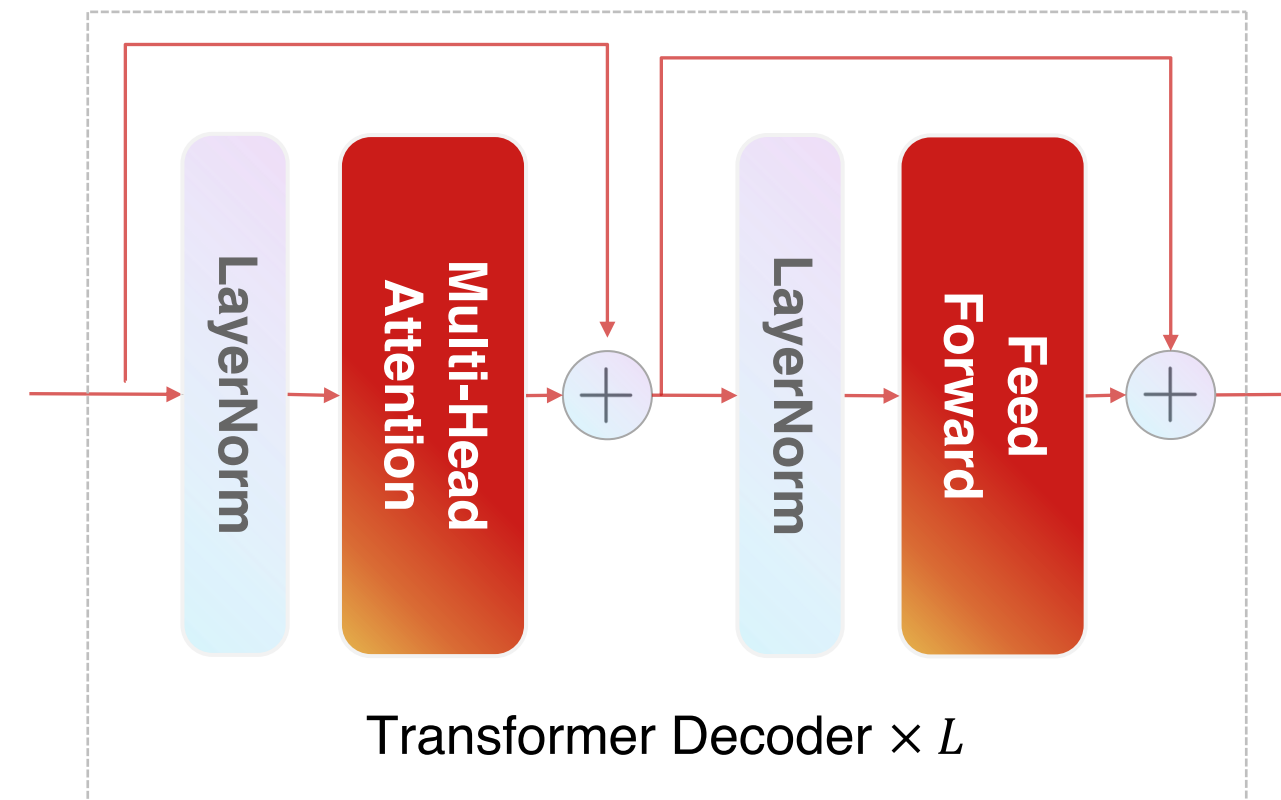 LayerNorm
Multi-Head
Attention
LayerNorm
Feed
Forward
Transformer Decoder × L